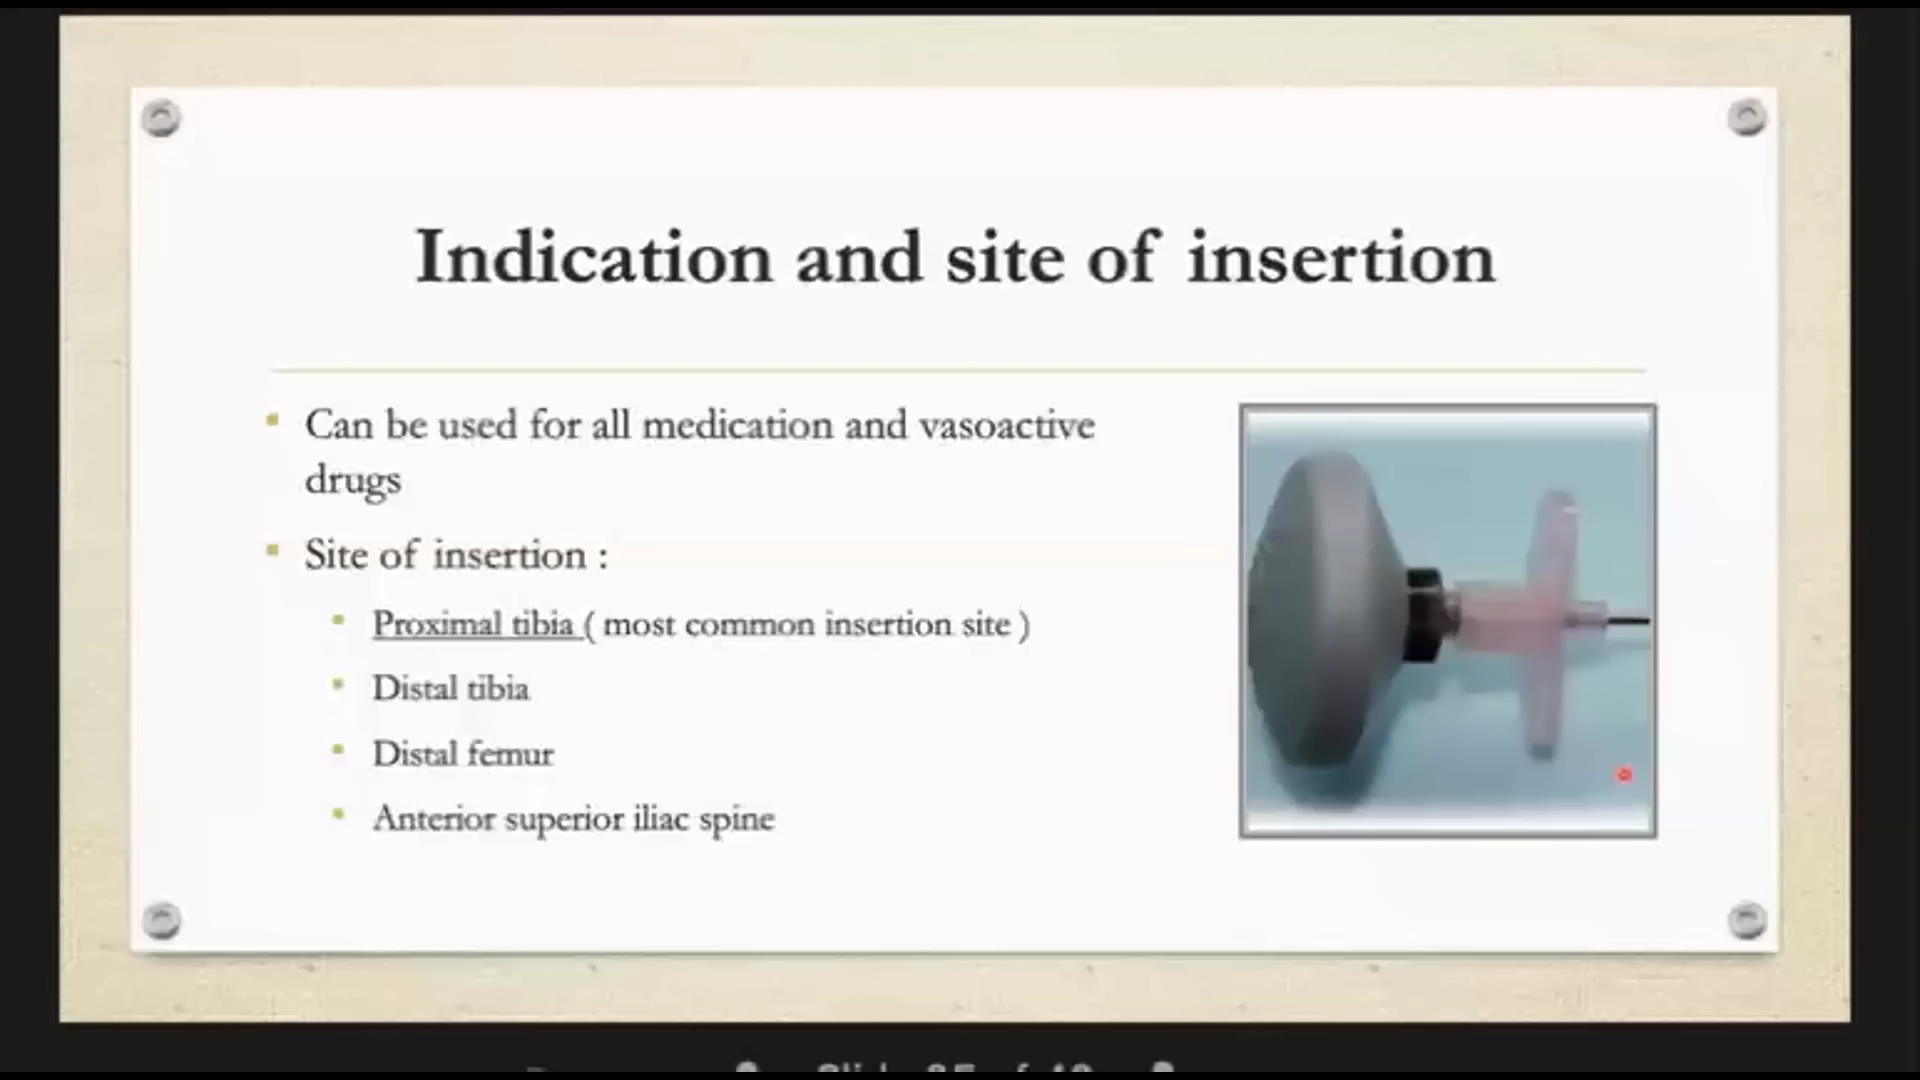 Indication and site of insertion
Can be used for all medication and vasoactive
drugs
Site of insertion :
Proximal tibia ( most common insertion site )
Distal tibia
Distal femur
Anterior superior iliac spine